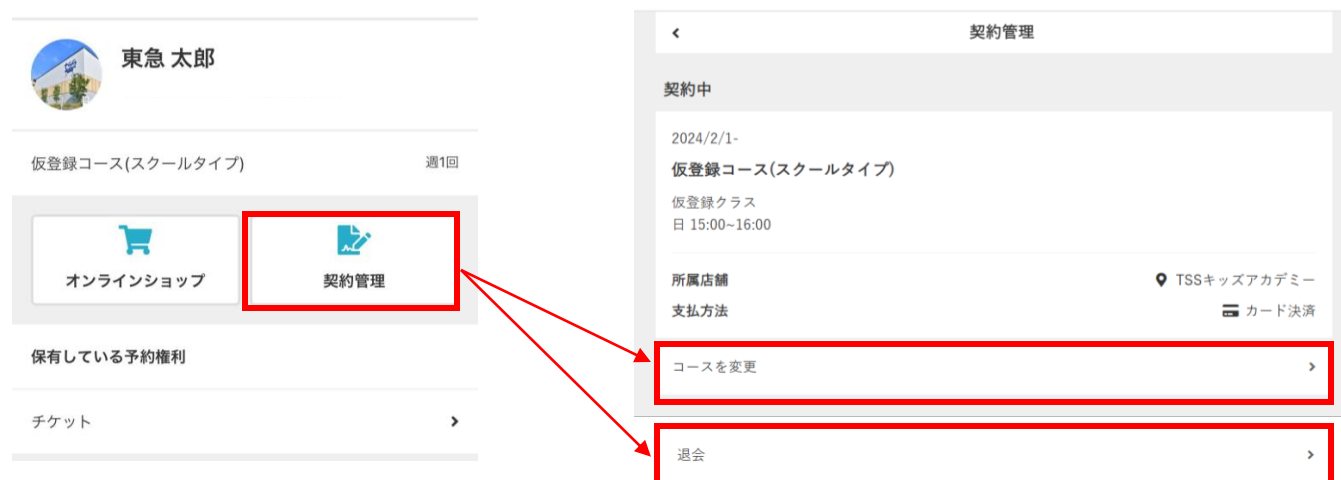 東急 太郎
仮登録コース(スクールタイプ) 週1回
オンラインショップ 契約管理
保有している予約権利
チケット
契約管理
契約中
2024/2/1-
仮登録コース(スクールタイプ)
仮登録クラス
日 15:00~16:00
所属店舗 TSSキッズアカデミー
支払方法 カード決済
コースを変更
退会